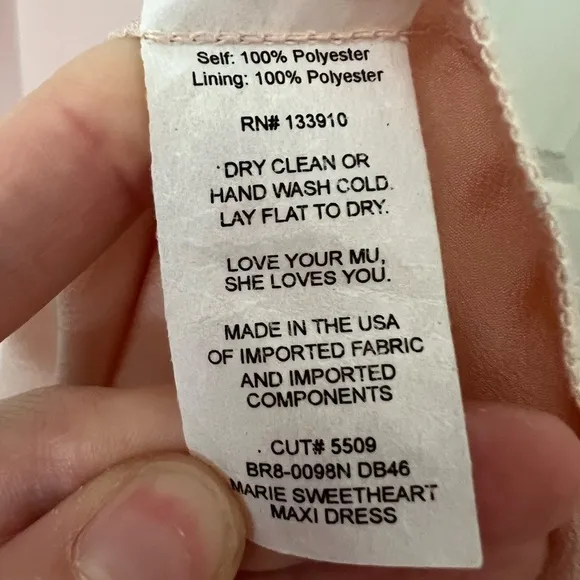 Self: 100% Polyester
Lining: 100% Polyester
RN# 133910
DRY CLEAN OR
HAND WASH COLD.
LAY FLAT TO DRY.
LOVE YOUR MU,
SHE LOVES YOU.
MADE IN THE USA
OF IMPORTED FABRIC
AND IMPORTED
COMPONENTS
CUT# 5509
BR8-0098N DB46
MARIE SWEETHEART
MAXI DRESS